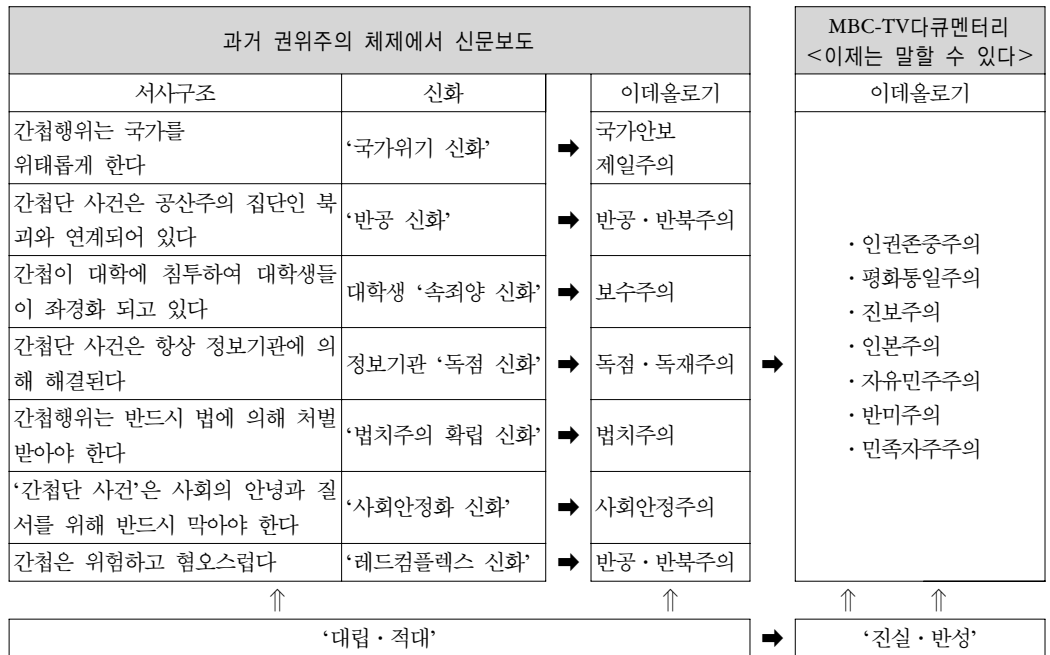 과거 권위주의 체제에서 신문보도
MBC-TV다큐멘터리
<이제는 말할 수 있다>
서사구조 신화 이데올로기 이데올로기
간첩행위는 국가를
위태롭게 한다
‘국가위기 신화’ ➡ 국가안보
제일주의
간첩단 사건은 공산주의 집단인 북
괴와 연계되어 있다
‘반공 신화’ ➡ 반공・반북주의
간첩이 대학에 침투하여 대학생들
이 좌경화 되고 있다
대학생 ‘속죄양 신화’ ➡ 보수주의
간첩단 사건은 항상 정보기관에 의
해 해결된다
정보기관 ‘독점 신화’ ➡ 독점・독재주의 ➡
간첩행위는 반드시 법에 의해 처벌
받아야 한다
‘법치주의 확립 신화’ ➡ 법치주의
‘간첩단 사건’은 사회의 안녕과 질
서를 위해 반드시 막아야 한다
‘사회안정화 신화’ ➡ 사회안정주의
간첩은 위험하고 혐오스럽다 ‘레드컴플렉스 신화’ ➡ 반공・반북주의
・인권존중주의
・평화통일주의
・진보주의
・인본주의
・자유민주주의
・반미주의
・민족자주주의
⇑ ⇑ ⇑ ⇑
‘대립・적대’ ➡ ‘진실・반성’